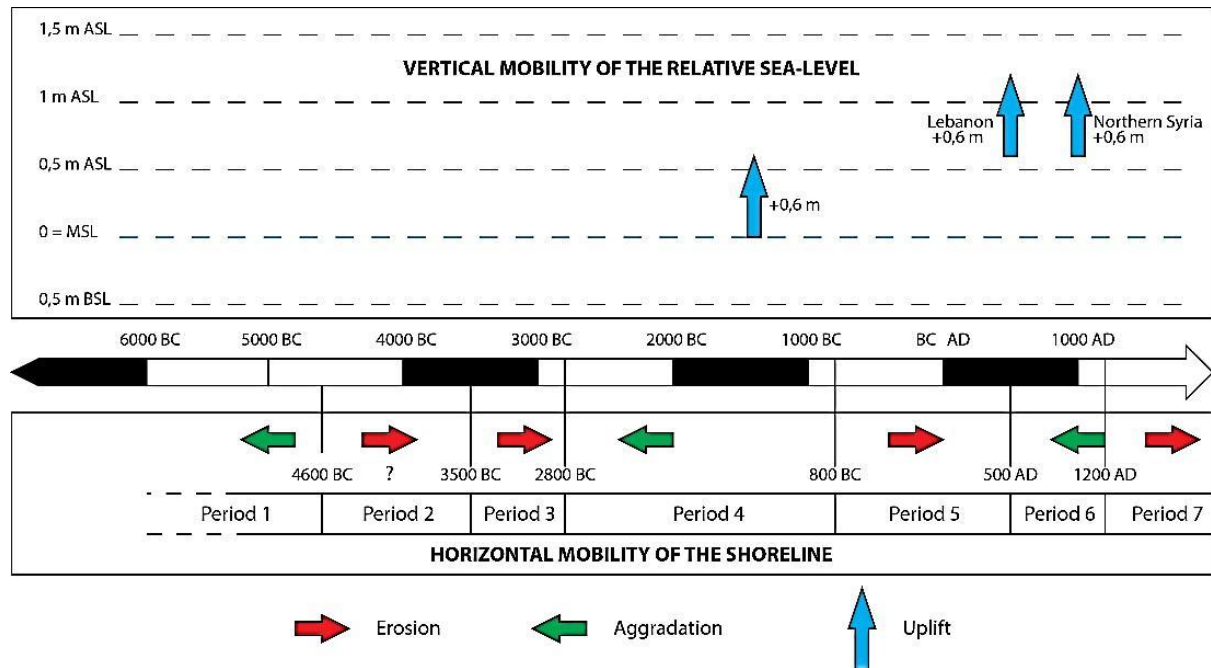 1,5 m ASL
VERTICAL MOBILITY OF THE RELATIVE SEA-LEVEL
1 m ASL
Lebanon
+0,6 m
Northern Syria
+0,6 m
0,5 m ASL
+0,6 m
0 = MSL
0,5 m BSL
6000 BC 5000 BC 4000 BC 3000 BC 2000 BC 1000 BC BC AD 1000 AD
4600 BC ? 3500 BC 2800 BC 800 BC 500 AD 1200 AD
Period 1 Period 2 Period 3 Period 4 Period 5 Period 6 Period 7
HORIZONTAL MOBILITY OF THE SHORELINE
Erosion Aggradation Uplift